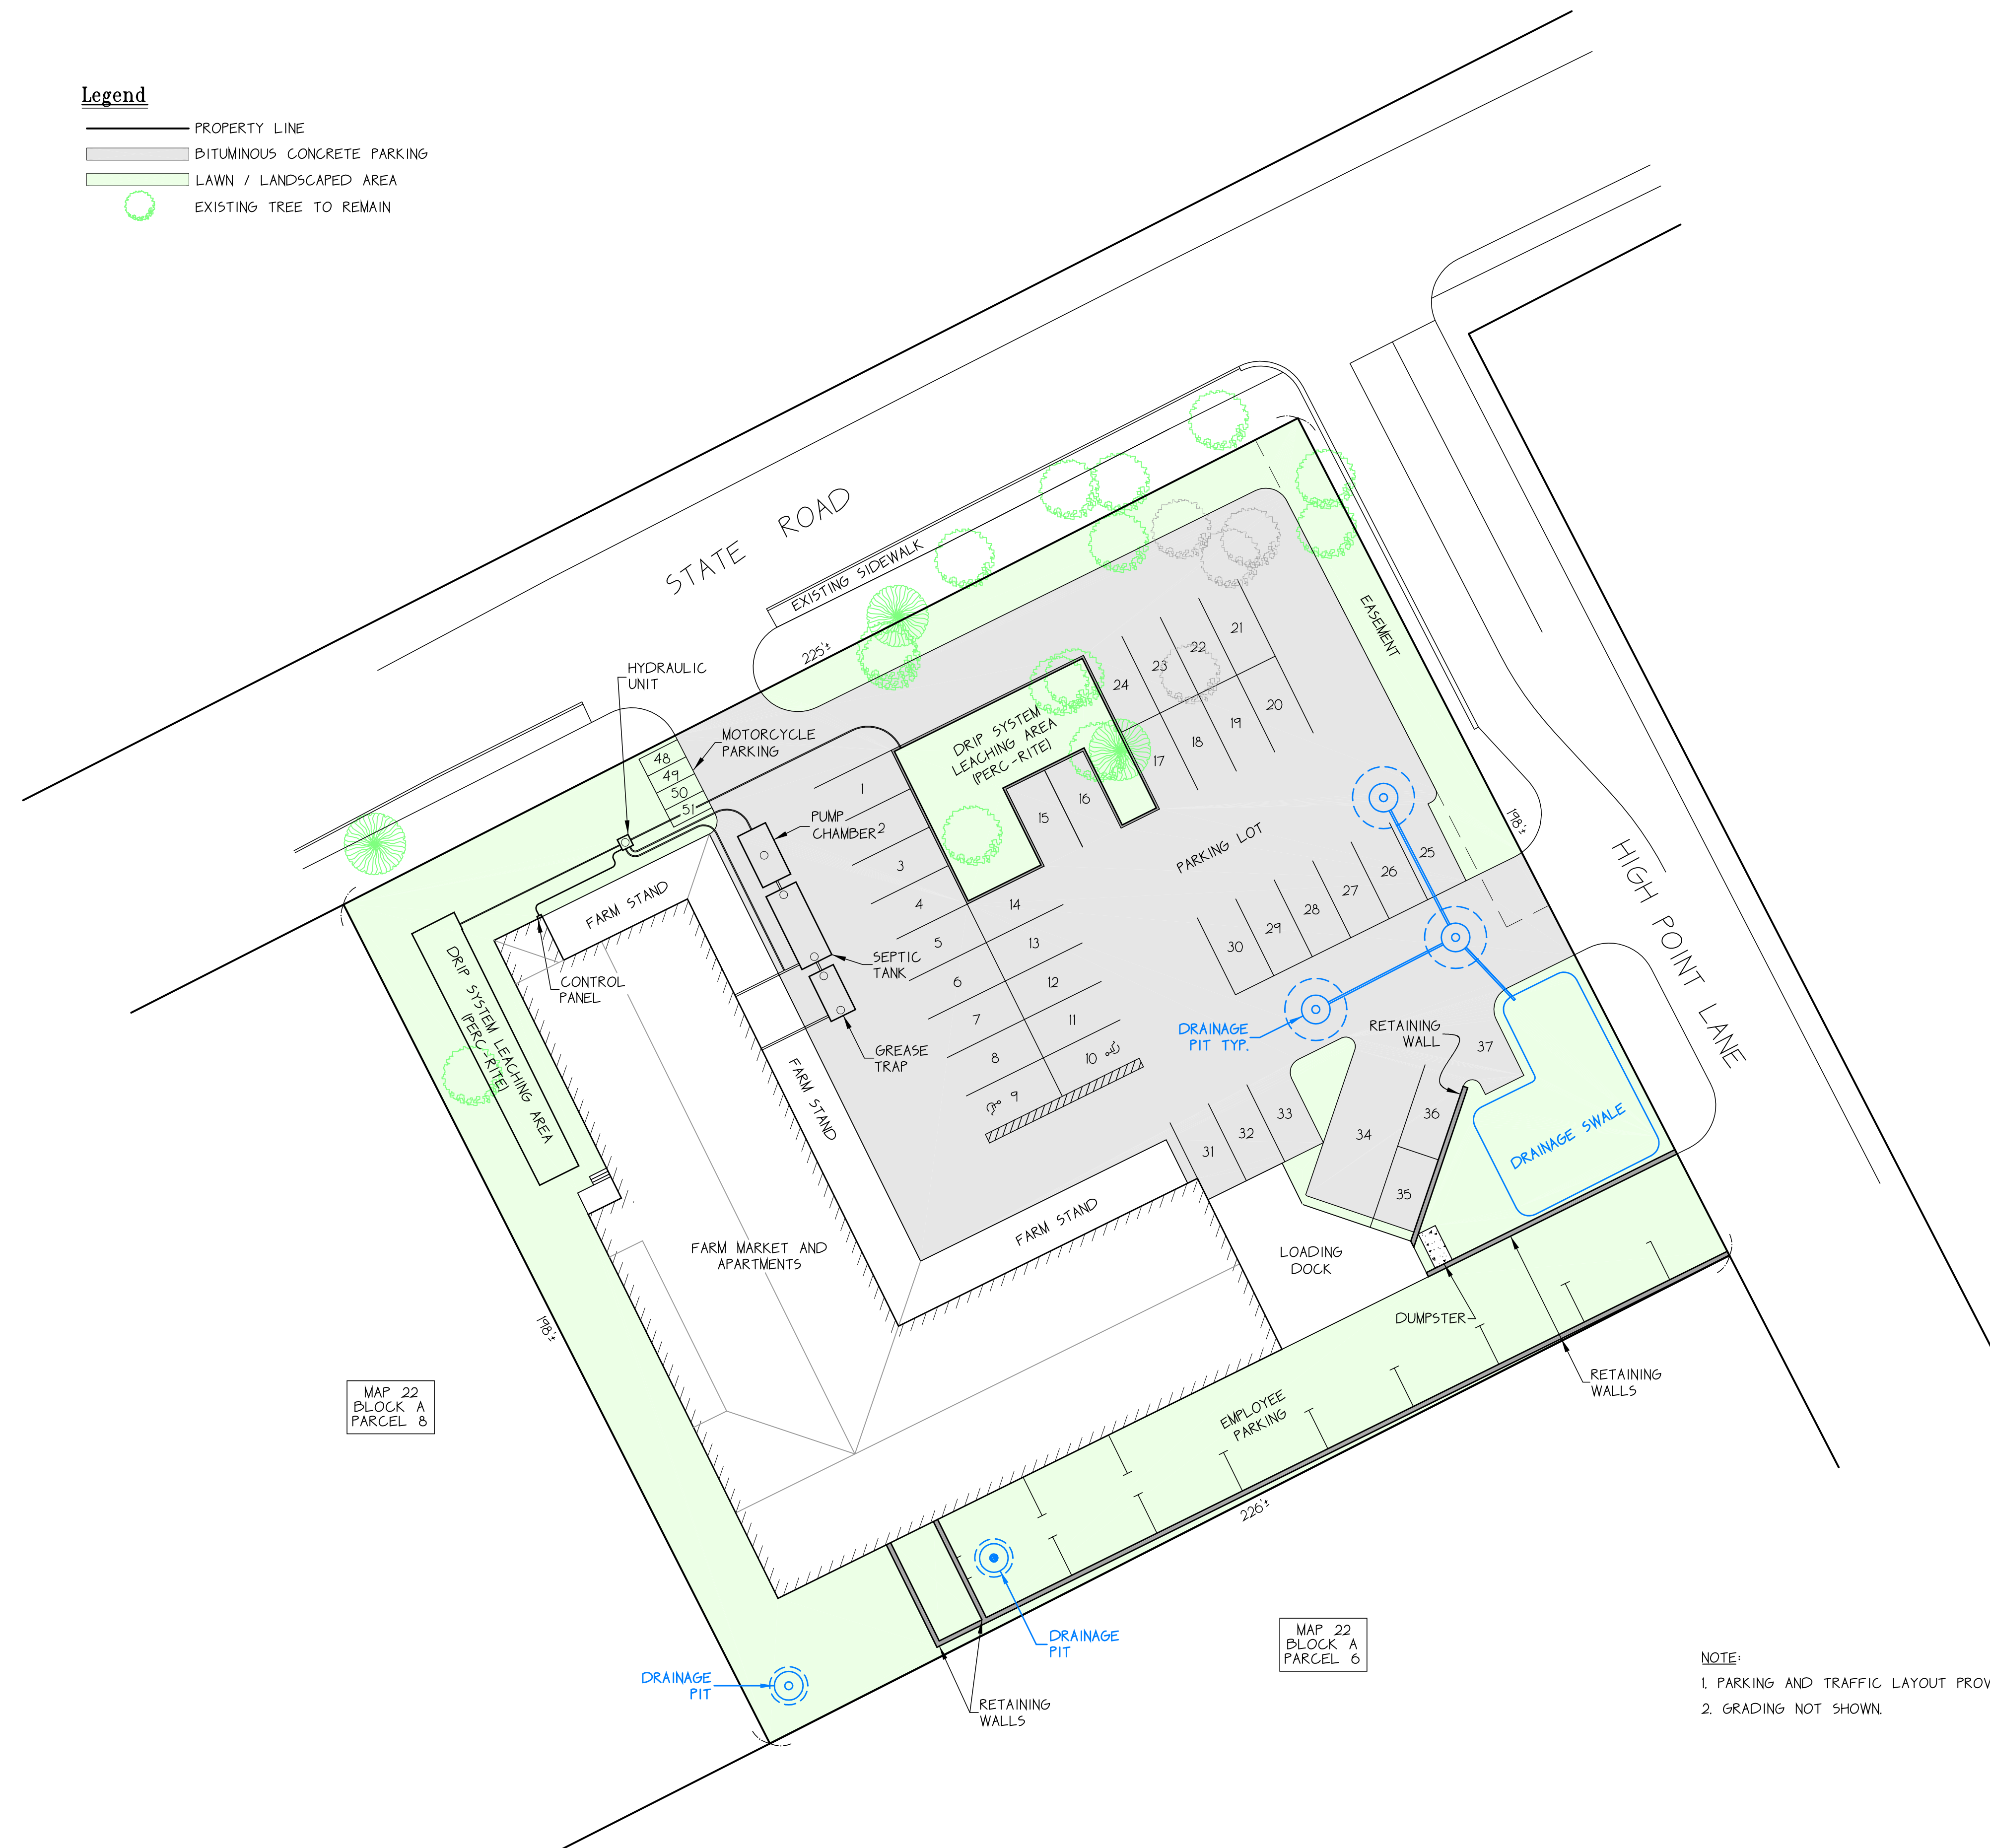 Legend
PROPERTY LINE
BITUMINOUS CONCRETE PARKING
LAWN / LANDSCAPED AREA
EXISTING TREE TO REMAIN
STATE ROAD
EXISTING SIDEWALK
225'±
HYDRAULIC
UNIT
MOTORCYCLE
PARKING
48
49
50
51
DRIP SYSTEM
LEACHING AREA
(PERC-RITE)
EASEMENT
21
22
23
24
20
19
18
17
16
15
1
2
3
4
5
6
7
8
9
14
13
12
11
10
PUMP
CHAMBER
SEPTIC
TANK
GREASE
TRAP
CONTROL
PANEL
FARM STAND
FARM STAND
FARM STAND
DRIP SYSTEM LEACHING AREA
(PERC-RITE)
PARKING LOT
25
26
27
28
29
30
198'±
HIGH POINT LANE
DRAINAGE
PIT TYP.
RETAINING
WALL
37
36
35
34
33
32
31
DRAINAGE SWALE
FARM MARKET AND
APARTMENTS
LOADING
DOCK
DUMPSTER
RETAINING
WALLS
198'±
MAP 22
BLOCK A
PARCEL 8
EMPLOYEE
PARKING
226'±
DRAINAGE
PIT
DRAINAGE
PIT
RETAINING
WALLS
MAP 22
BLOCK A
PARCEL 6
NOTE:
1. PARKING AND TRAFFIC LAYOUT PROV
2. GRADING NOT SHOWN.